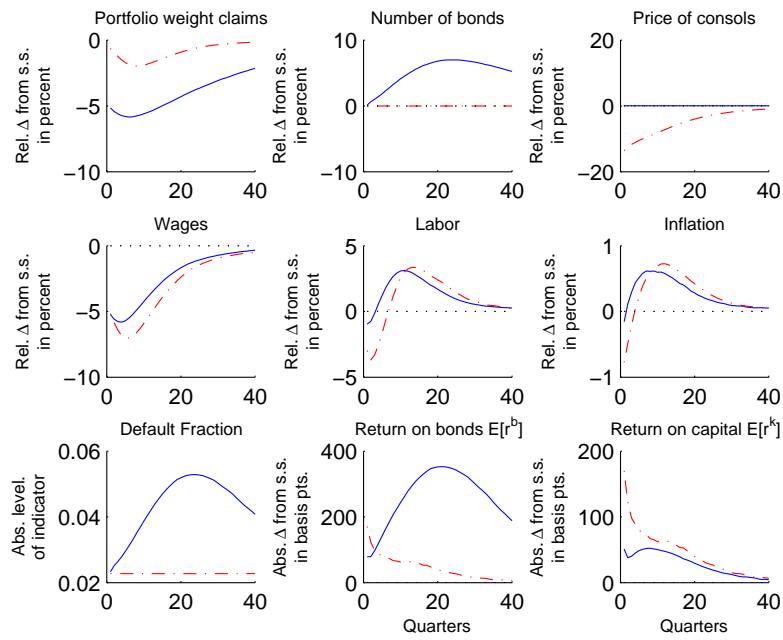 Portfolio weight claims
Number of bonds
Price of consols
Rel. Δ from s.s.
in percent
0
−5
−10
0
20
40
Rel. Δ from s.s.
in percent
10
0
10
0
20
40
Rel. Δ from s.s.
in percent
20
0
−20
0
20
40
Wages
Labor
Inflation
Rel. Δ from s.s.
in percent
0
−5
−10
0
20
40
Rel. Δ from s.s.
in percent
5
0
5
0
20
40
Rel. Δ from s.s.
in percent
1
0
−1
0
20
40
Default Fraction
Return on bonds E[r^b]
Return on capital E[r^k]
Abs. level.
of indicator
0.06
0.04
0.02
0
20
40
Abs. Δ from s.s.
in basis pts.
400
200
0
0
20
40
Quarters
Abs. Δ from s.s.
in basis pts.
200
100
0
0
20
40
Quarters